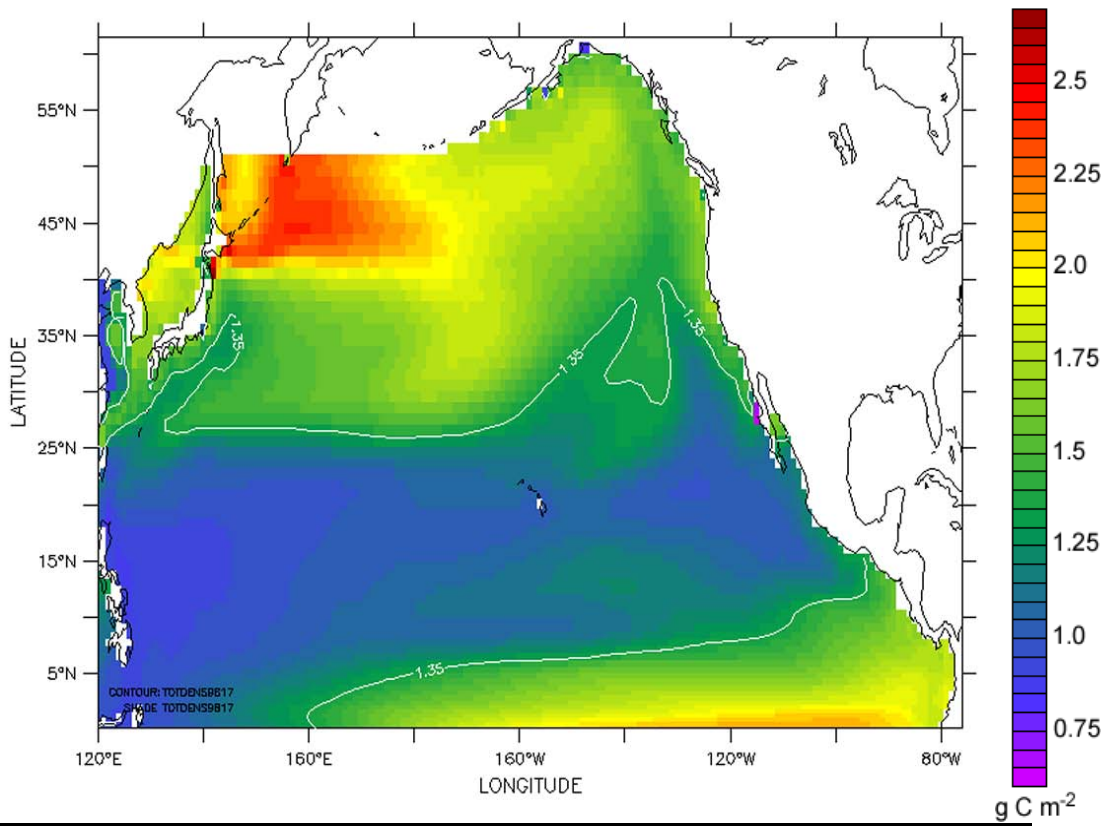 55°N
45°N
35°N
25°N
15°N
5°N
LATITUDE
1.35
1.35
1.35
1.35
CONTOUR: TOTDENS9817
SHADE TOTDENS9817
120°E
160°E
160°W
120°W
80°W
LONGITUDE
2.5
2.25
2.0
1.75
1.5
1.25
1.0
0.75
g C m-2